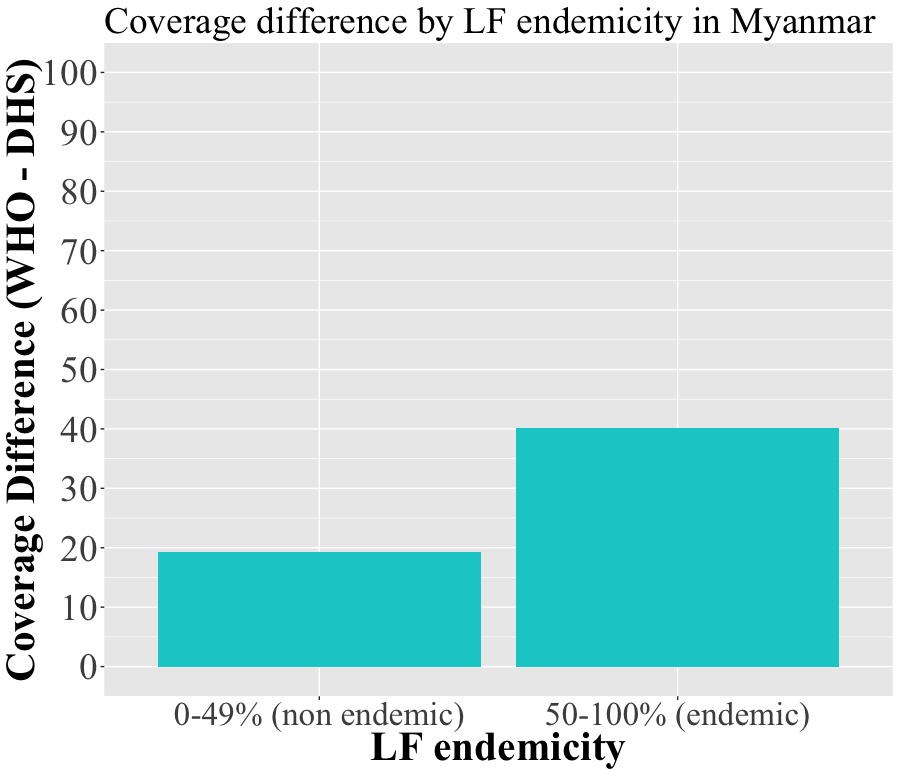 Coverage difference by LF endemicity in Myanmar
Coverage Difference (WHO - DHS)
100
90
80
70
60
50
40
30
20
10
0
0-49% (non endemic)
50-100% (endemic)
LF endemicity